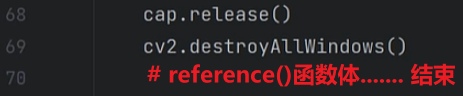 68 cap.release()
69 cv2.destroyAllWindows()
70 # reference()函数体....... 结束